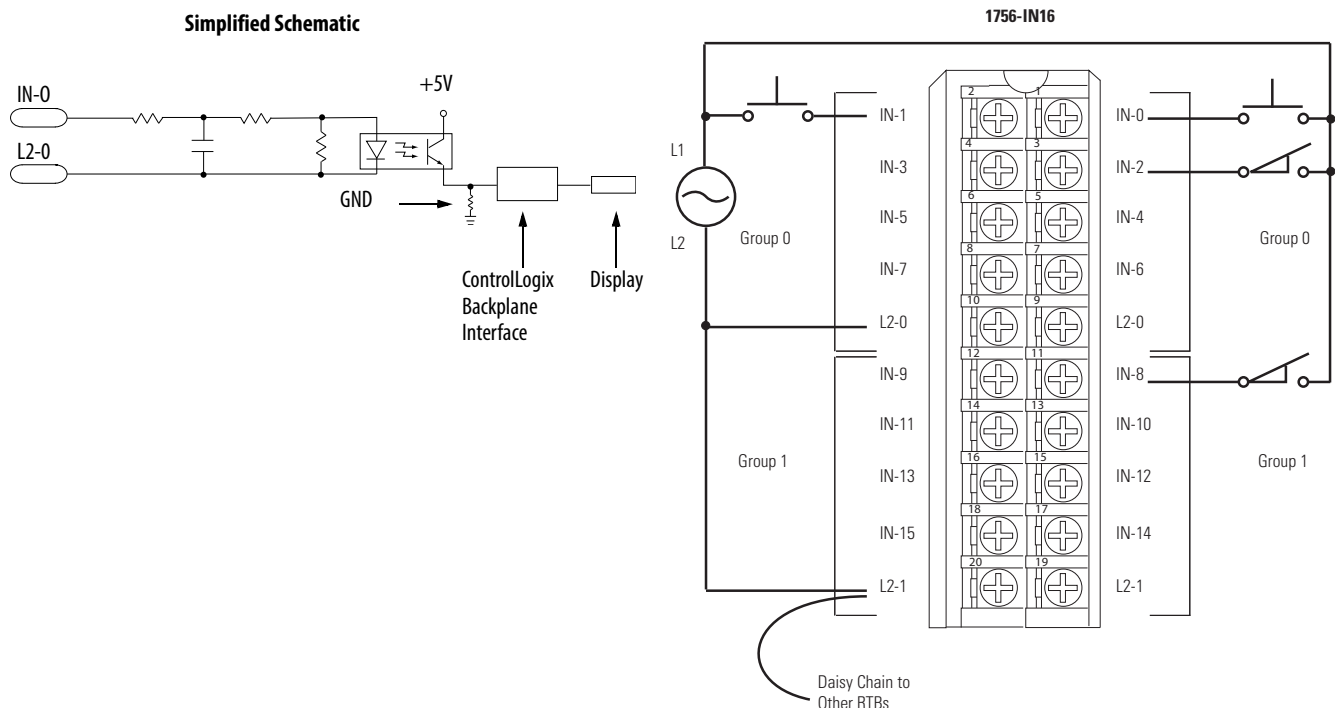 Simplified Schematic
IN-0
L2-0
+5V
GND
ControlLogix
Backplane
Interface
Display
1756-IN16
L1
L2
Group 0
Group 1
IN-1
IN-3
IN-5
IN-7
L2-0
IN-9
IN-11
IN-13
IN-15
L2-1
2 1
4 3
6 5
8 7
10 9
12 11
14 13
16 15
18 17
20 19
IN-0
IN-2
IN-4
IN-6
L2-0
IN-8
IN-10
IN-12
IN-14
L2-1
Group 0
Group 1
Daisy Chain to
Other RTBs